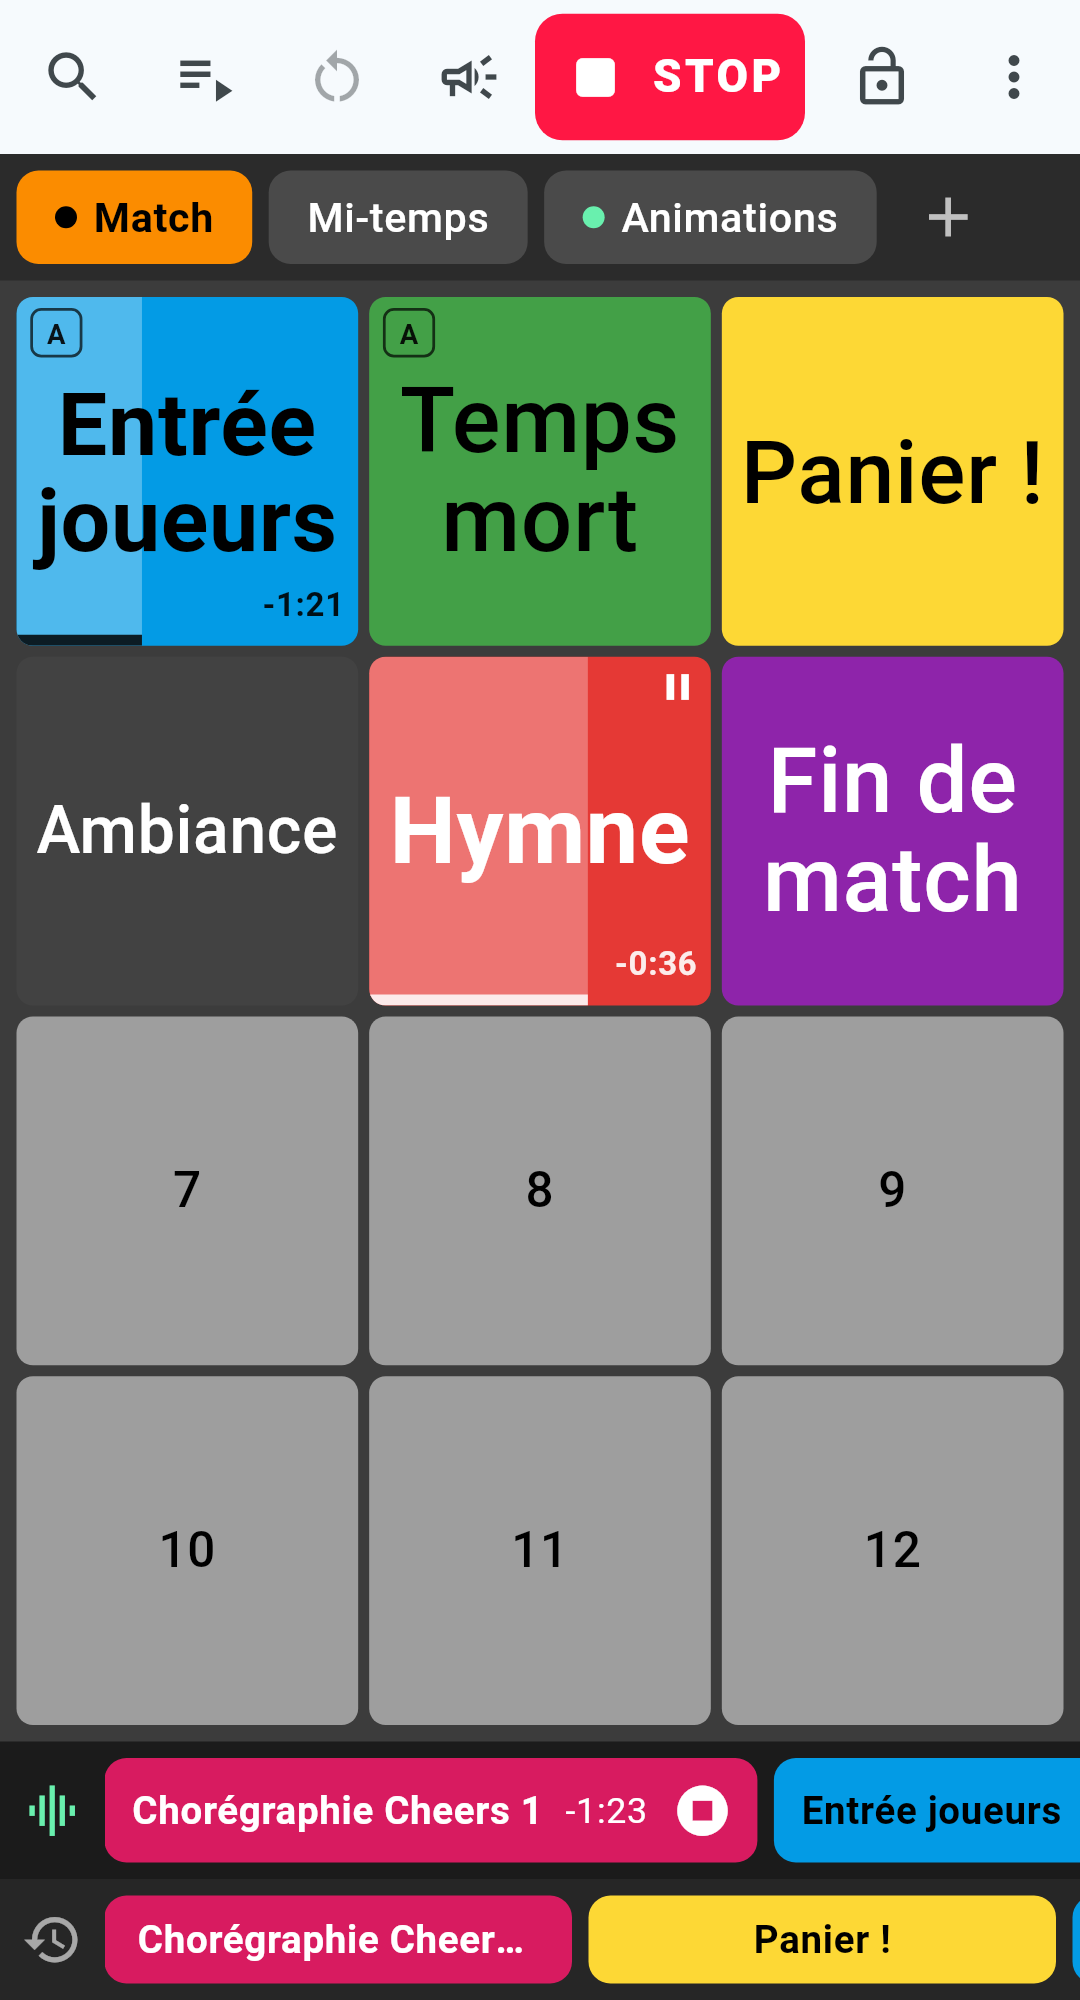 STOP
Match
Mi-temps
Animations
A
Entrée
joueurs
-1:21
A
Temps
mort
Panier !
Ambiance
Hymne
-0:36
Fin de
match
7
8
9
10
11
12
Chorégraphie Cheers 1 -1:23
Entrée joueurs
Chorégraphie Cheer...
Panier !